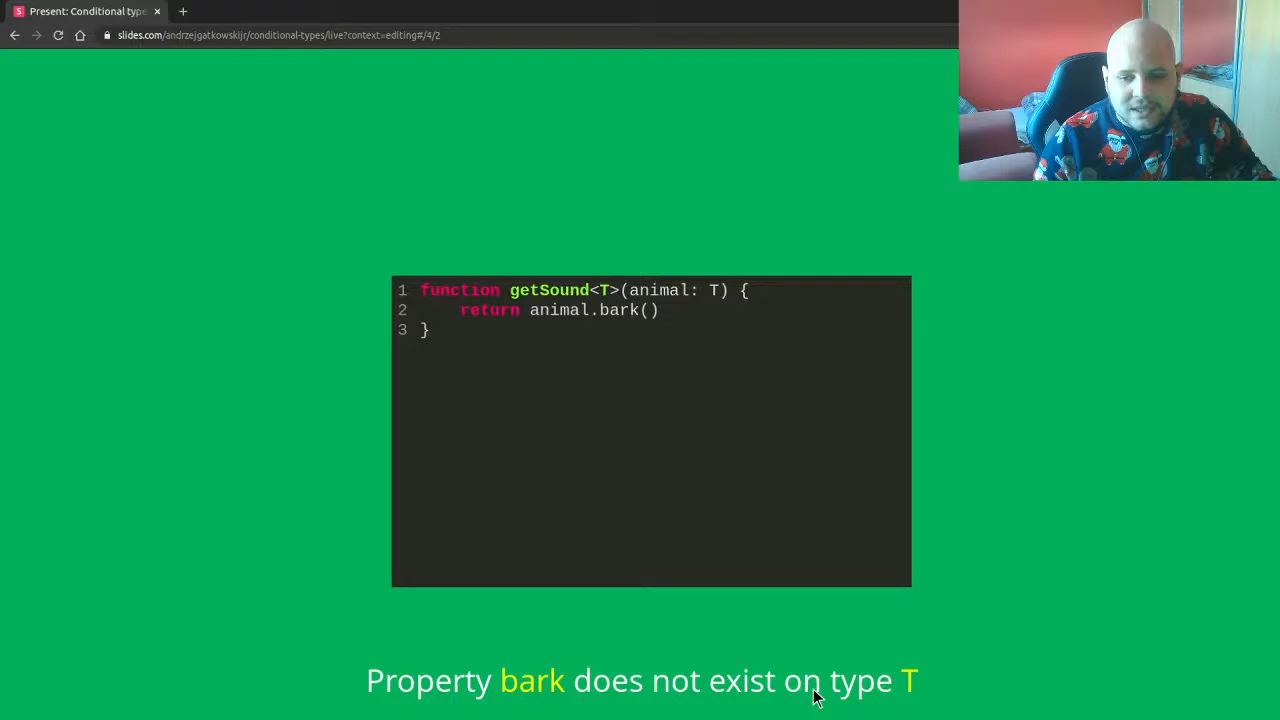 Present: Conditional type
slides.com/andrzejgatkowskijr/conditional-types/live?context=editing#/4/2
1 function getSound<T>(animal: T) {
2 return animal.bark()
3 }
Property bark does not exist on type T